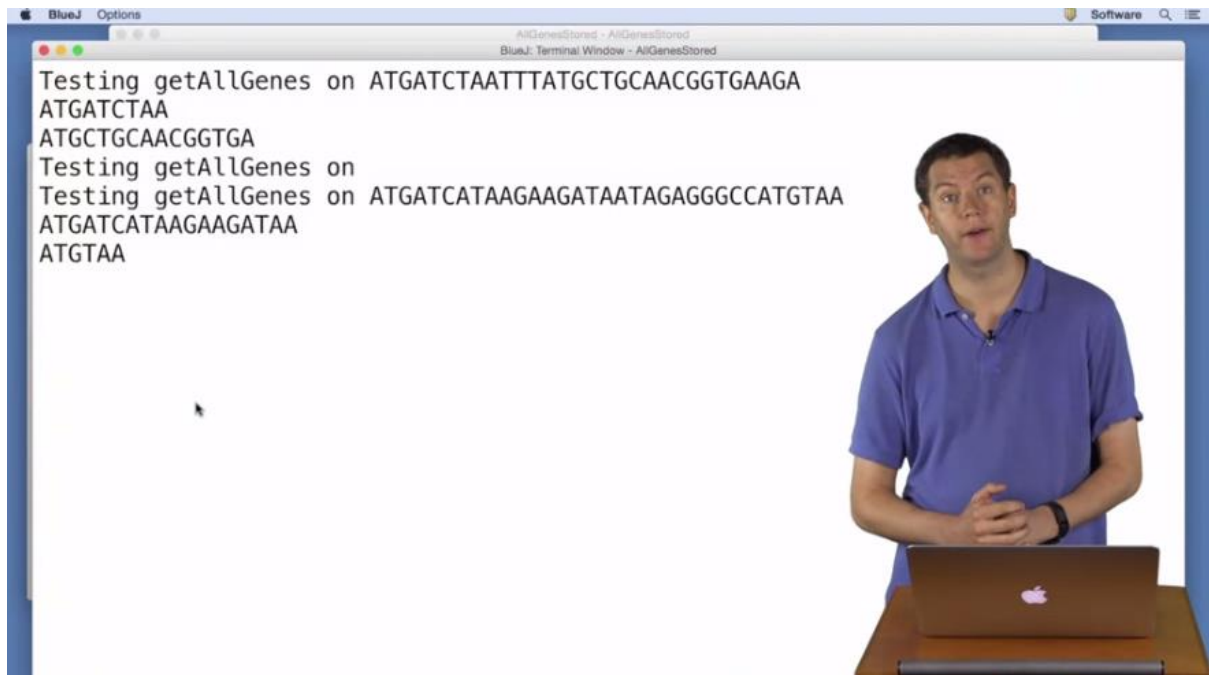 BlueJ Options Software
AllGenesStored - AllGenesStored
BlueJ: Terminal Window - AllGenesStored
Testing getAllGenes on ATGATCTAATTTATGCTGCAACGGTGAAGA
ATGATCTAA
ATGCTGCAACGGTGA
Testing getAllGenes on
Testing getAllGenes on ATGATCATAAGAAGATAATAGAGGGCCATGTAA
ATGATCATAAGAAGATAA
ATGTAA